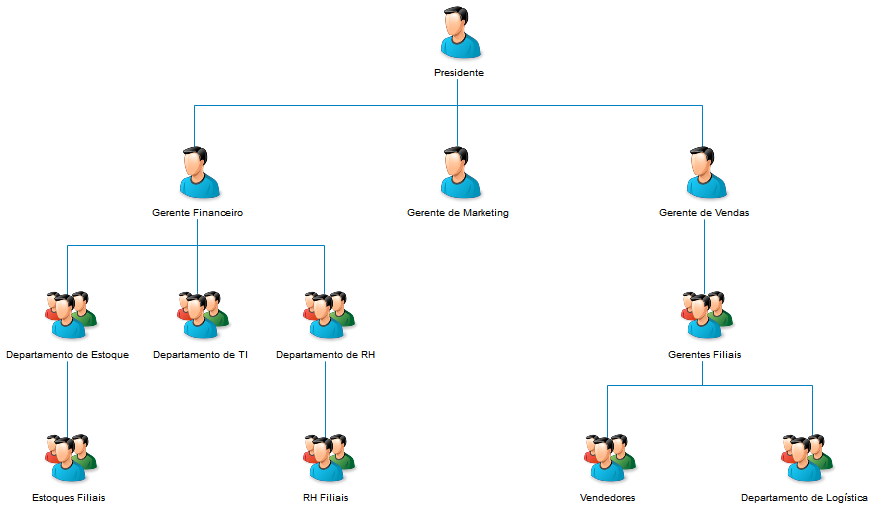 Presidente
Gerente Financeiro
Gerente de Marketing
Gerente de Vendas
Departamento de Estoque
Departamento de TI
Departamento de RH
Gerentes Filiais
Estoques Filiais
RH Filiais
Vendedores
Departamento de Logística